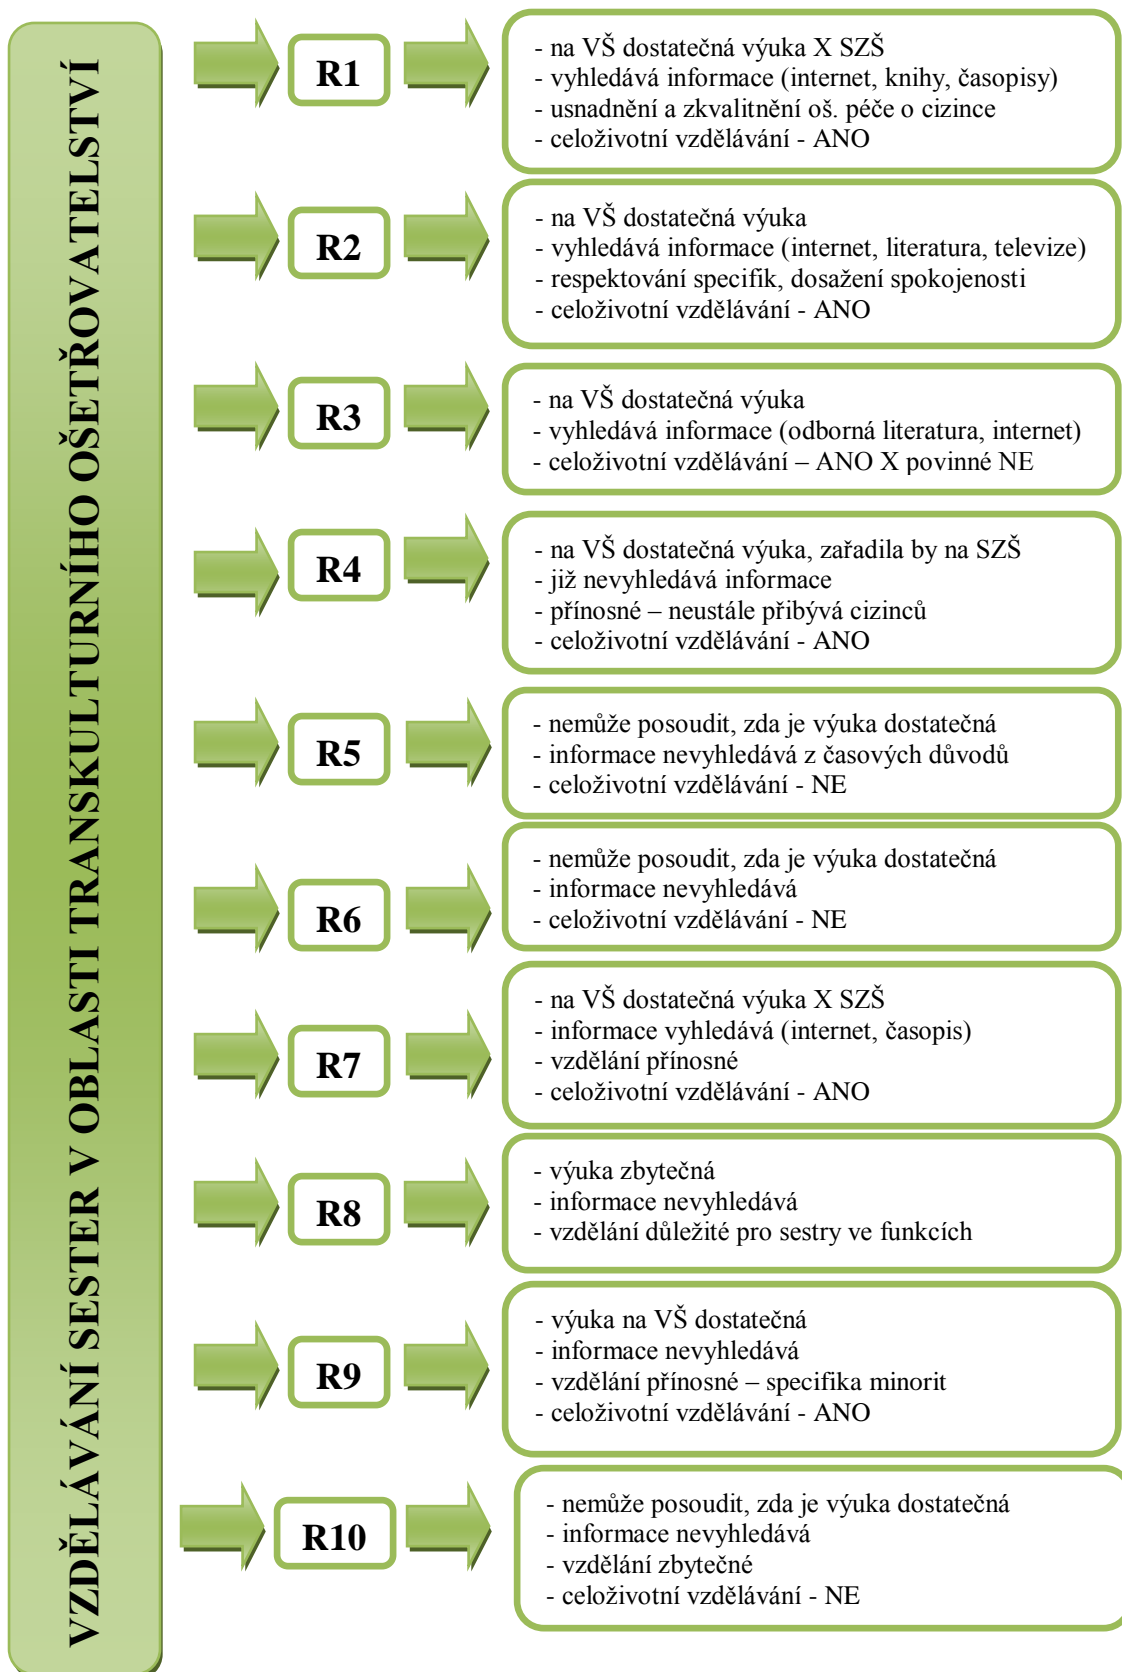 VZDĚLÁVÁNÍ SESTER V OBLASTI TRANSKULTURNÍHO OŠETŘOVATELSTVÍ
R1
- na VŠ dostatečná výuka X SZŠ
- vyhledává informace (internet, knihy, časopisy)
- usnadnění a zkvalitnění oš. péče o cizince
- celoživotní vzdělávání - ANO
R2
- na VŠ dostatečná výuka
- vyhledává informace (internet, literatura, televize)
- respektování specifik, dosažení spokojenosti
- celoživotní vzdělávání - ANO
R3
- na VŠ dostatečná výuka
- vyhledává informace (odborná literatura, internet)
- celoživotní vzdělávání – ANO X povinné NE
R4
- na VŠ dostatečná výuka, zařadila by na SZŠ
- již nevyhledává informace
- přínosné – neustále přibývá cizinců
- celoživotní vzdělávání - ANO
R5
- nemůže posoudit, zda je výuka dostatečná
- informace nevyhledává z časových důvodů
- celoživotní vzdělávání - NE
R6
- nemůže posoudit, zda je výuka dostatečná
- informace nevyhledává
- celoživotní vzdělávání - NE
R7
- na VŠ dostatečná výuka X SZŠ
- informace vyhledává (internet, časopis)
- vzdělání přínosné
- celoživotní vzdělávání - ANO
R8
- výuka zbytečná
- informace nevyhledává
- vzdělání důležité pro sestry ve funkcích
R9
- výuka na VŠ dostatečná
- informace nevyhledává
- vzdělání přínosné – specifika minorit
- celoživotní vzdělávání - ANO
R10
- nemůže posoudit, zda je výuka dostatečná
- informace nevyhledává
- vzdělání zbytečné
- celoživotní vzdělávání - NE